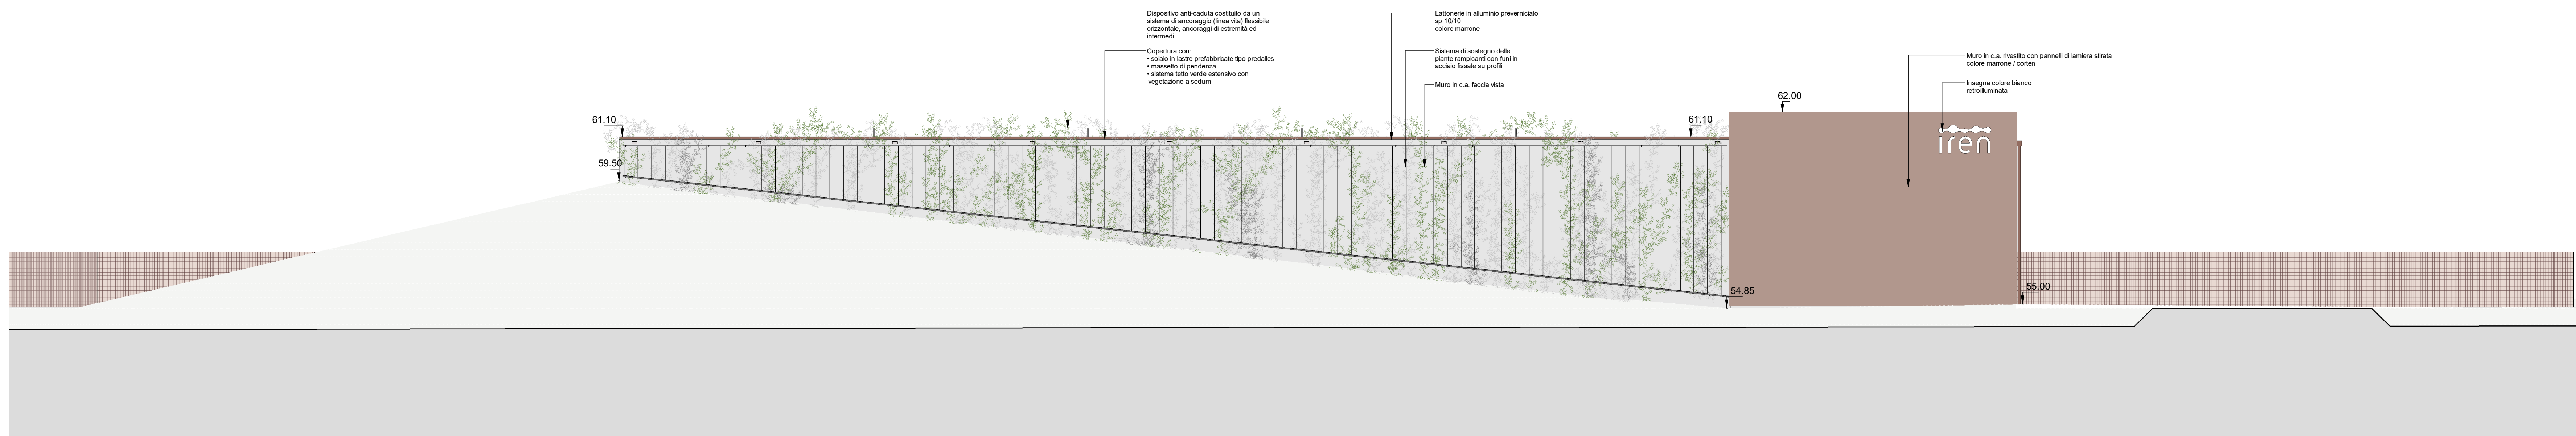 Dispositivo anti-caduta costituito da un
sistema di ancoraggio (linea vita) flessibile
orizzontale, ancoraggi di estremità ed
intermedi
Copertura con:
• solaio in lastre prefabbricate tipo predalles
• massetto di pendenza
• sistema tetto verde estensivo con
vegetazione a sedum
Lattonerie in alluminio preverniciato
sp 10/10
colore marrone
Sistema di sostegno delle
piante rampicanti con funi in
acciaio fissate su profili
Muro in c.a. faccia vista
Muro in c.a. rivestito con pannelli di lamiera stirata
colore marrone / corten
Insegna colore bianco
retroilluminata
61.10
59.50
61.10
62.00
iren
54.85
55.00